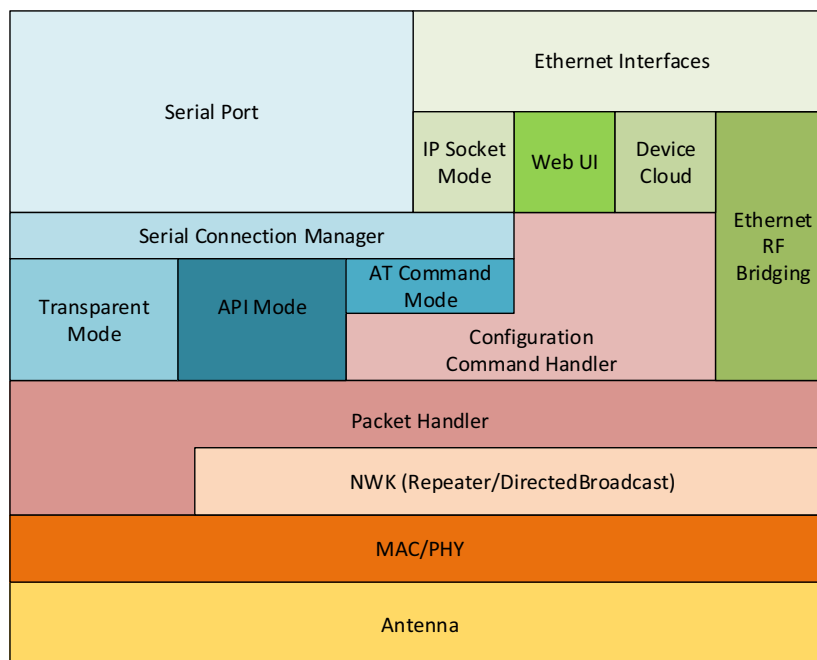 Serial Port
Ethernet Interfaces
IP Socket
Mode
Web UI
Device
Cloud
Ethernet
RF
Bridging
Serial Connection Manager
Transparent
Mode
API Mode
AT Command
Mode
Configuration
Command Handler
Packet Handler
NWK (Repeater/DirectedBroadcast)
MAC/PHY
Antenna